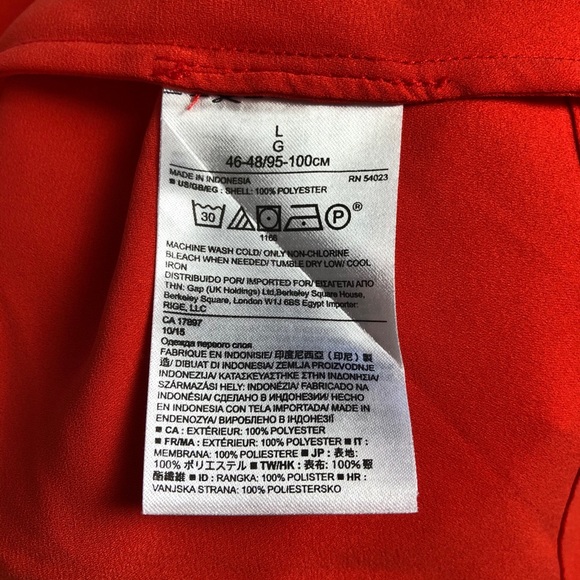 L
G
46-48/95-100CM
MADE IN INDONESIA RN 54023
■ US/GB/EG : SHELL: 100% POLYESTER
30 P®
1166
MACHINE WASH COLD/ ONLY NON-CHLORINE
BLEACH WHEN NEEDED/ TUMBLE DRY LOW/ COOL
IRON
DISTRIBUIDO POR/ IMPORTED FOR/ ΕΙΣΑΓΕΤΑΙ ΑΠΟ
ΤΗΝ: Gap (UK Holdings) Ltd,Berkeley Square House,
Berkeley Square, London W1J 6BS Egypt Importer:
RIGE, LLC
CA 17897
10/15
Одежда первого слоя
FABRIQUE EN INDONISIE/ 印度尼西亞 (印尼) 製
造/ DIBUAT DI INDONESIA/ ZEMLJA PROIZVODNJE
INDONEZIJA/ ΚΑΤΑΣΚΕΥΑΣΤΗΚΕ ΣΤΗΝ ΙΝΔΟΝΗΣΙΑ/
SZÁRMAZÁSI HELY: INDONÉZIA/ FABRICADO NA
INDONÉSIA/ СДЕЛАНО В ИНДОНЕЗИИ/ HECHO
EN INDONESIA CON TELA IMPORTADA/ MADE IN
ENDENOZYA/ ВИРОБЛЕНО В ІНДОНЕЗІЇ
■ CA : EXTÉRIEUR: 100% POLYESTER
■ FR/MA : EXTÉRIEUR: 100% POLYESTER ■ IT :
MEMBRANA: 100% POLIESTERE ■ JP : 表地:
100% ポリエステル ■ TW/HK : 表布: 100% 聚
酯纖維 ■ ID : RANGKA: 100% POLIESTER ■ HR :
VANJSKA STRANA: 100% POLIESTERSKO